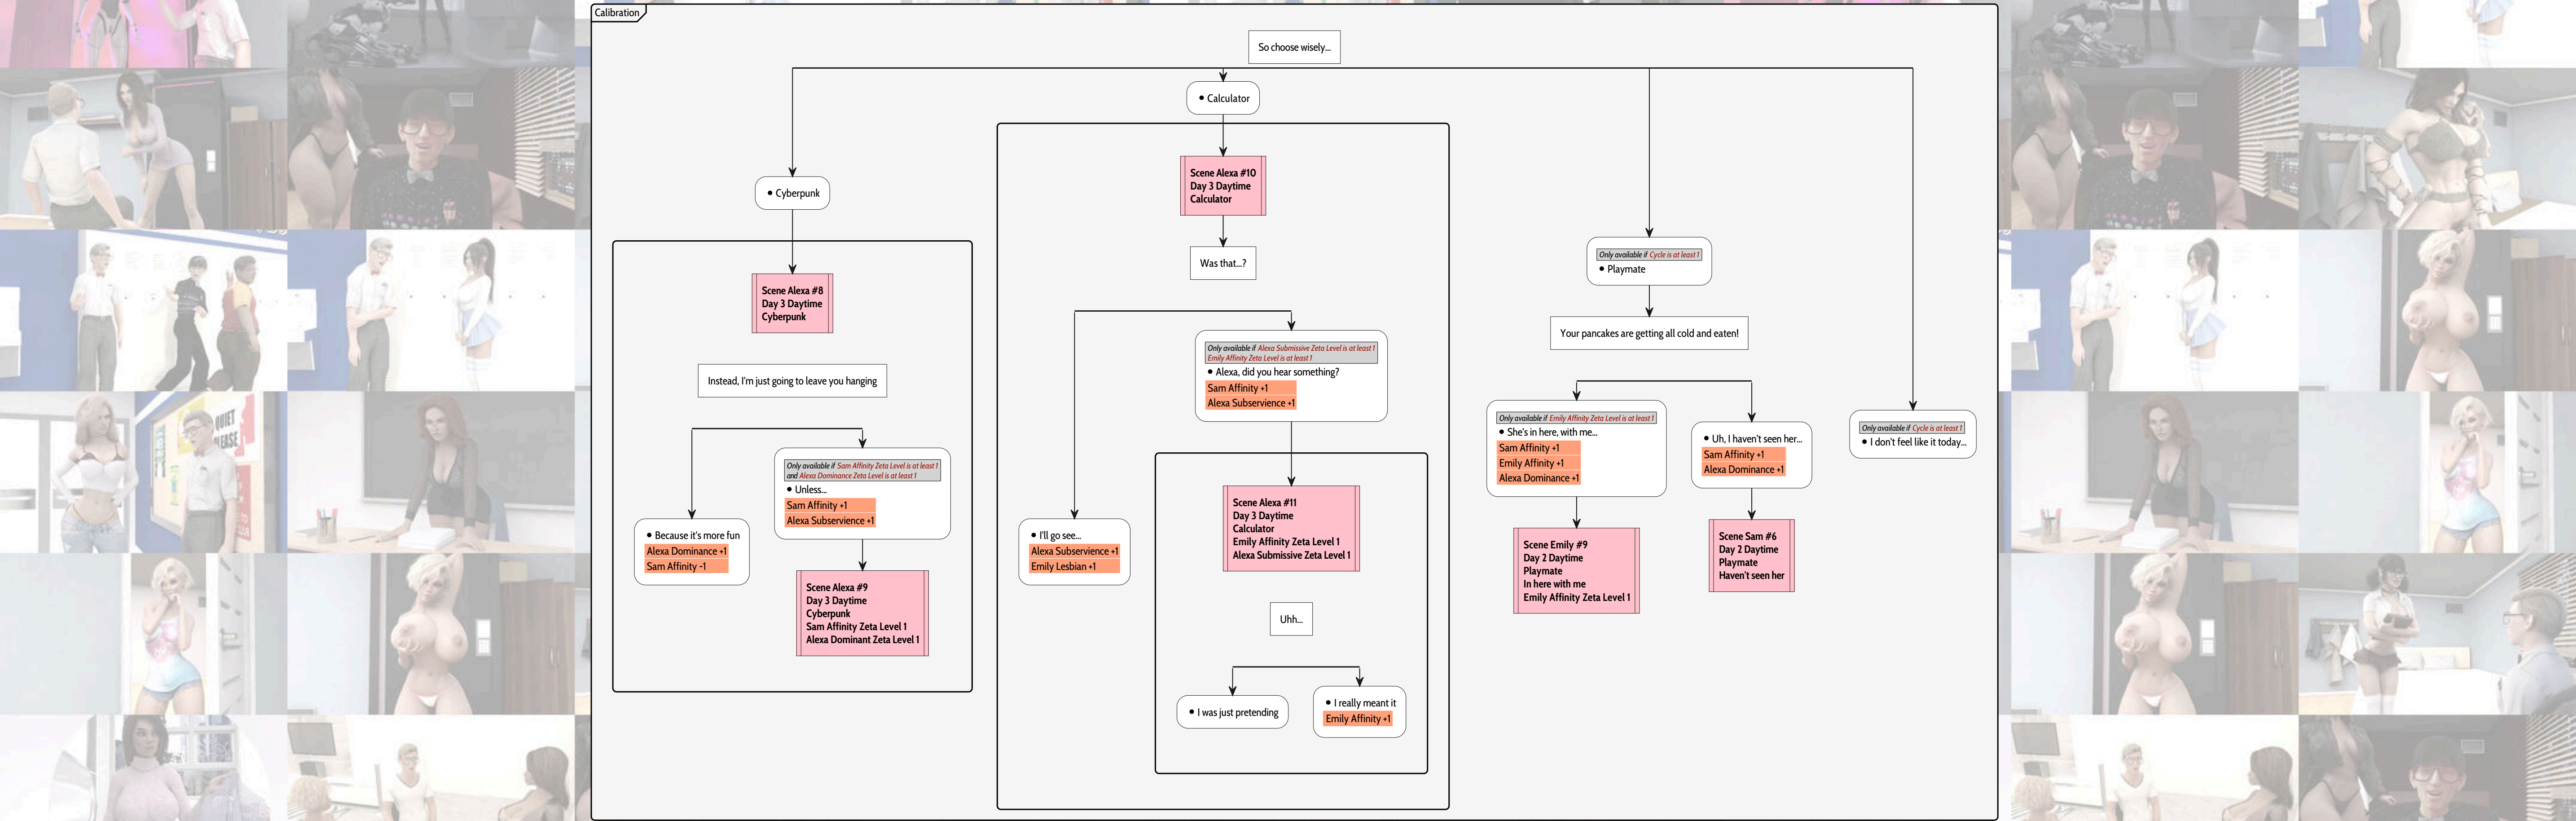 Calibration
So choose wisely...
• Calculator
Scene Alexa #10
Day 3 Daytime
Calculator
• Cyberpunk
Was that...?
Only available if Cycle is at least 1
• Playmate
Scene Alexa #8
Day 3 Daytime
Cyberpunk
Your pancakes are getting all cold and eaten!
Only available if Alexa Submissive Zeta Level is at least 1
Emily Affinity Zeta Level is at least 1
• Alexa, did you hear something?
Sam Affinity +1
Alexa Subservience +1
Instead, I'm just going to leave you hanging
Only available if Emily Affinity Zeta Level is at least 1
• She's in here, with me...
Sam Affinity +1
Emily Affinity +1
Alexa Dominance +1
• Uh, I haven't seen her...
Sam Affinity +1
Alexa Dominance +1
Only available if Cycle is at least 1
• I don't feel like it today...
Only available if Sam Affinity Zeta Level is at least 1
and Alexa Dominance Zeta Level is at least 1
• Unless...
Sam Affinity +1
Alexa Subservience +1
• Because it's more fun
Alexa Dominance +1
Sam Affinity -1
• I'll go see...
Alexa Subservience +1
Emily Lesbian +1
Scene Alexa #11
Day 3 Daytime
Calculator
Emily Affinity Zeta Level 1
Alexa Submissive Zeta Level 1
Scene Emily #9
Day 2 Daytime
Playmate
In here with me
Emily Affinity Zeta Level 1
Scene Sam #6
Day 2 Daytime
Playmate
Haven't seen her
Scene Alexa #9
Day 3 Daytime
Cyberpunk
Sam Affinity Zeta Level 1
Alexa Dominant Zeta Level 1
Uhh...
• I was just pretending
• I really meant it
Emily Affinity +1
QUIET
PLEASE